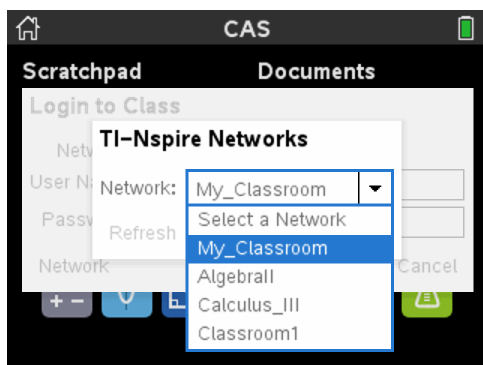 CAS
Scratchpad Documents
Login to Class
TI-Nspire Networks
Network: My_Classroom
Select a Network
My_Classroom
AlgebraII
Calculus_III
Classroom1
Refresh
User Na
Network
Cancel